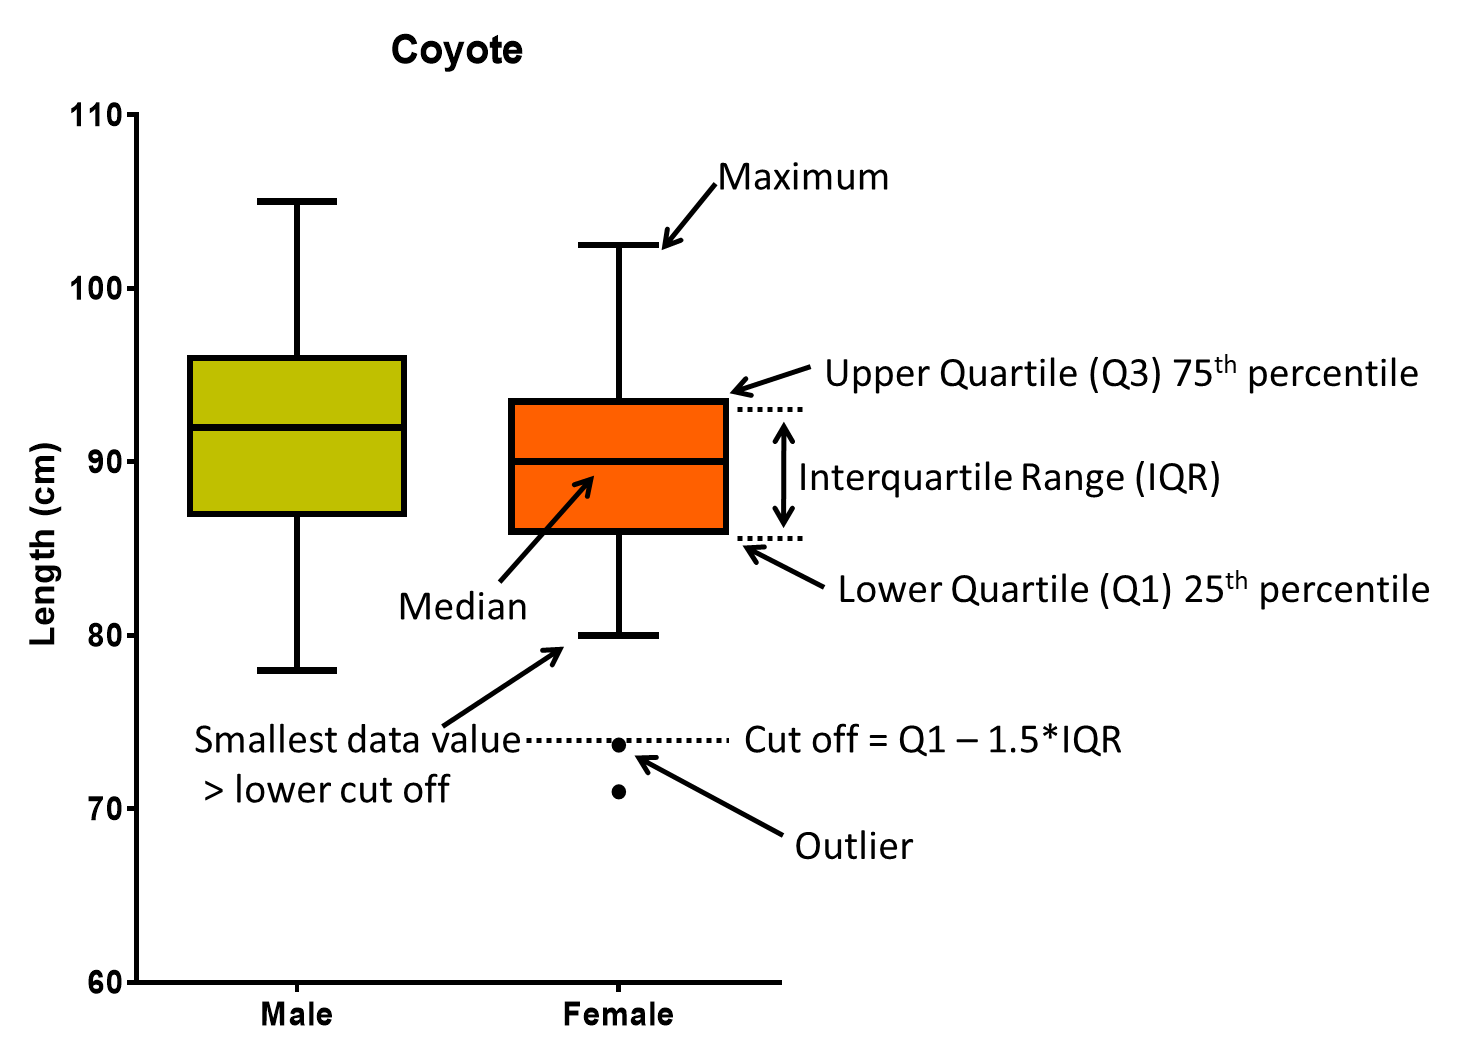 Coyote
110
Maximum
100
Upper Quartile (Q3) 75th percentile
90
Interquartile Range (IQR)
Length (cm)
Lower Quartile (Q1) 25th percentile
Median
80
Smallest data value
> lower cut off
Cut off = Q1 – 1.5*IQR
70
Outlier
60
Male
Female